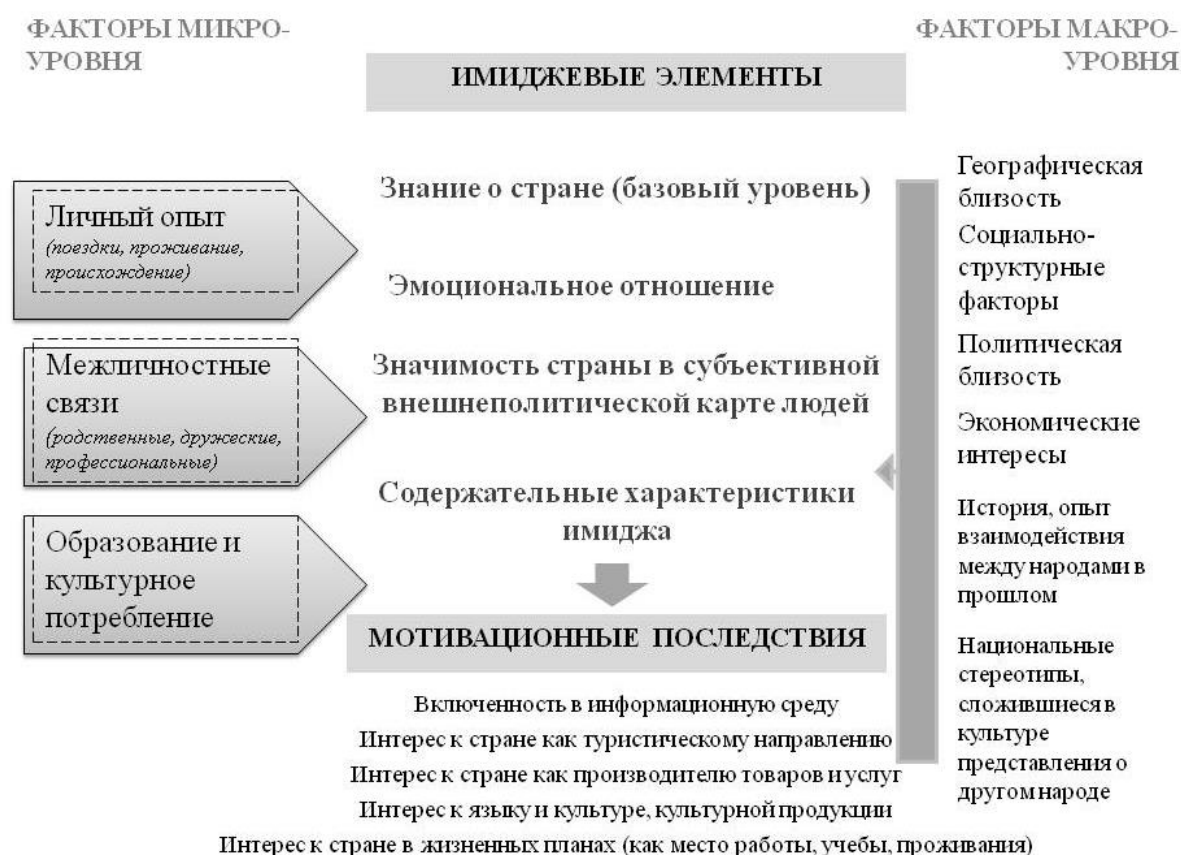 ФАКТОРЫ МИКРО-
УРОВНЯ
Личный опыт
(поездки, проживание,
происхождение)
Межличностные
связи
(родственные, дружеские,
профессиональные)
Образование и
культурное
потребление
ИМИДЖЕВЫЕ ЭЛЕМЕНТЫ
Знание о стране (базовый уровень)
Эмоциональное отношение
Значимость страны в субъективной
внешнеполитической карте людей
Содержательные характеристики
имиджа
МОТИВАЦИОННЫЕ ПОСЛЕДСТВИЯ
Включенность в информационную среду
Интерес к стране как туристическому направлению
Интерес к стране как производителю товаров и услуг
Интерес к языку и культуре, культурной продукции
Интерес к стране в жизненных планах (как место работы, учебы, проживания)
ФАКТОРЫ МАКРО-
УРОВНЯ
Географическая
близость
Социально-
структурные
факторы
Политическая
близость
Экономические
интересы
История, опыт
взаимодействия
между народами в
прошлом
Национальные
стереотипы,
сложившиеся в
культуре
представления о
другом народе